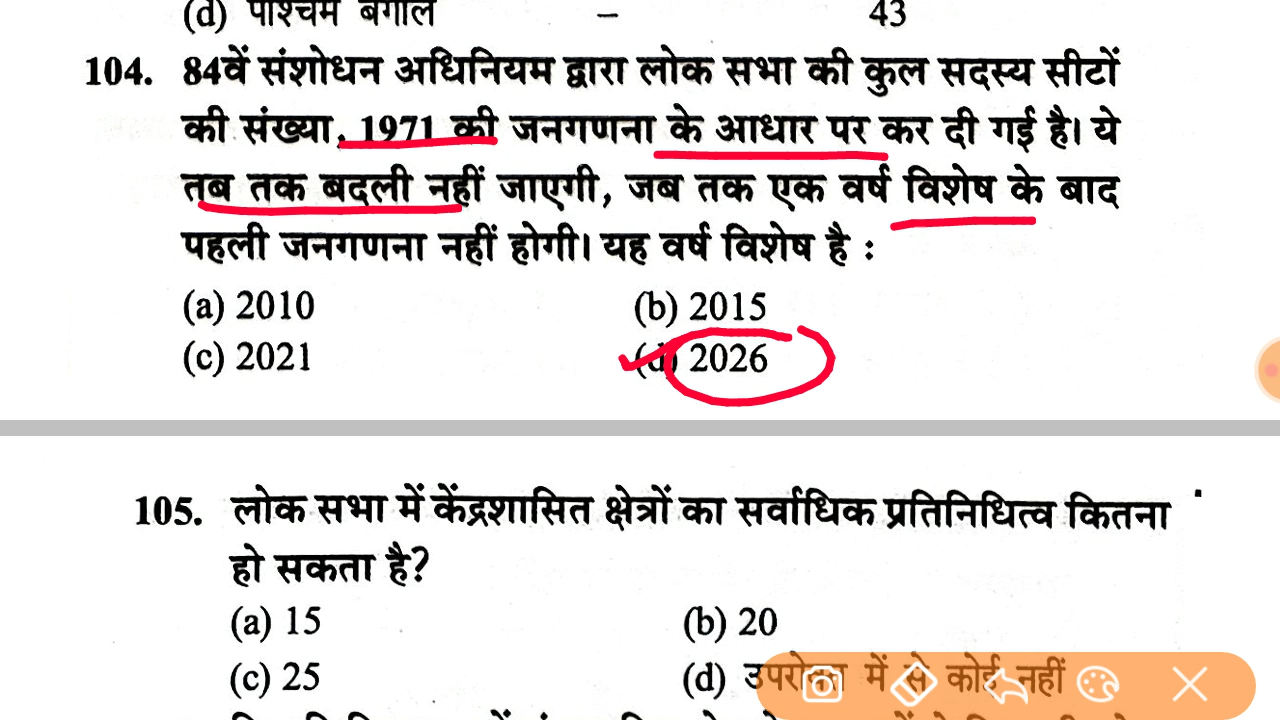 (d) पश्चिम बंगाल – 43
104. 84वें संशोधन अधिनियम द्वारा लोक सभा की कुल सदस्य सीटों
की संख्या, 1971 की जनगणना के आधार पर कर दी गई है। ये
तब तक बदली नहीं जाएगी, जब तक एक वर्ष विशेष के बाद
पहली जनगणना नहीं होगी। यह वर्ष विशेष है :
(a) 2010 (b) 2015
(c) 2021 (d) 2026
105. लोक सभा में केंद्रशासित क्षेत्रों का सर्वाधिक प्रतिनिधित्व कितना
हो सकता है?
(a) 15 (b) 20
(c) 25 (d) उपरोक्त में से कोई नहीं